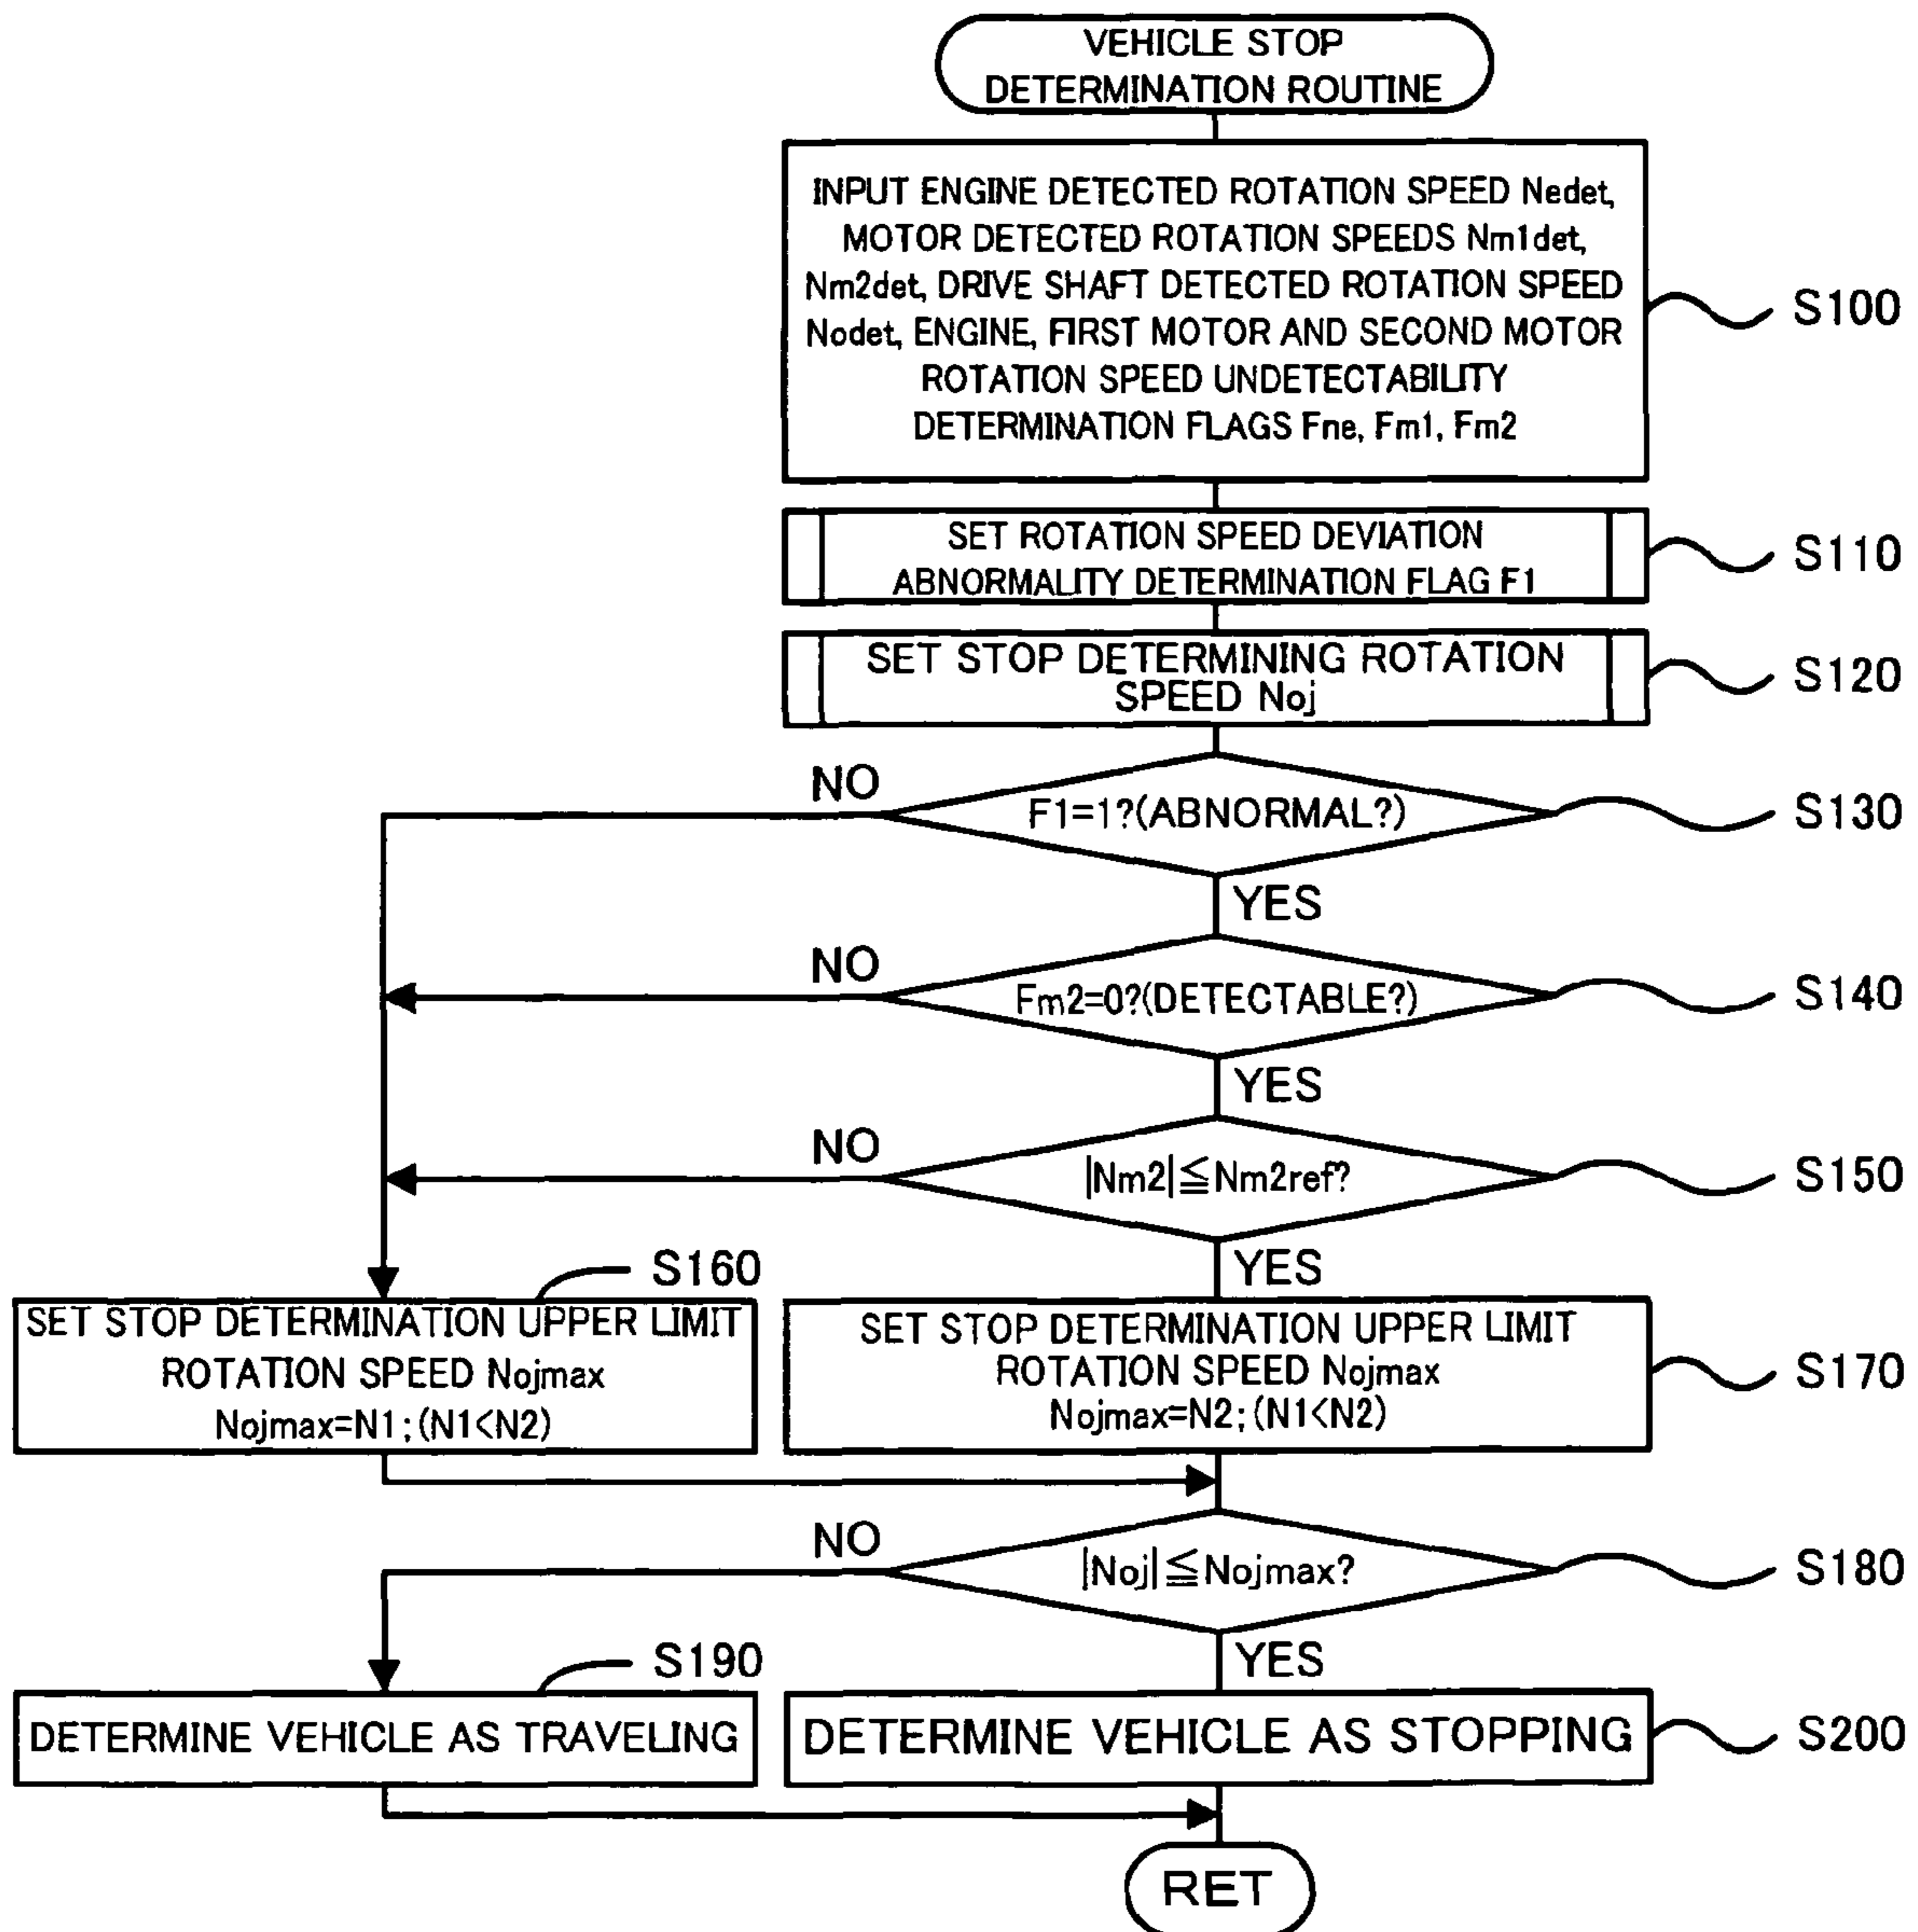 VEHICLE STOP
DETERMINATION ROUTINE
INPUT ENGINE DETECTED ROTATION SPEED Nedet,
MOTOR DETECTED ROTATION SPEEDS Nm1det,
Nm2det, DRIVE SHAFT DETECTED ROTATION SPEED
Nodet, ENGINE, FIRST MOTOR AND SECOND MOTOR
ROTATION SPEED UNDETECTABILITY
DETERMINATION FLAGS Fne, Fm1, Fm2
S100
SET ROTATION SPEED DEVIATION
ABNORMALITY DETERMINATION FLAG F1
S110
SET STOP DETERMINING ROTATION
SPEED Noj
S120
NO
F1=1?(ABNORMAL?)
S130
YES
NO
Fm2=0?(DETECTABLE?)
S140
YES
NO
|Nm2|≦Nm2ref?
S150
YES
S160
SET STOP DETERMINATION UPPER LIMIT
ROTATION SPEED Nojmax
Nojmax=N1;(N1<N2)
SET STOP DETERMINATION UPPER LIMIT
ROTATION SPEED Nojmax
Nojmax=N2;(N1<N2)
S170
NO
|Noj|≦Nojmax?
S180
YES
S190
DETERMINE VEHICLE AS TRAVELING
DETERMINE VEHICLE AS STOPPING
S200
RET